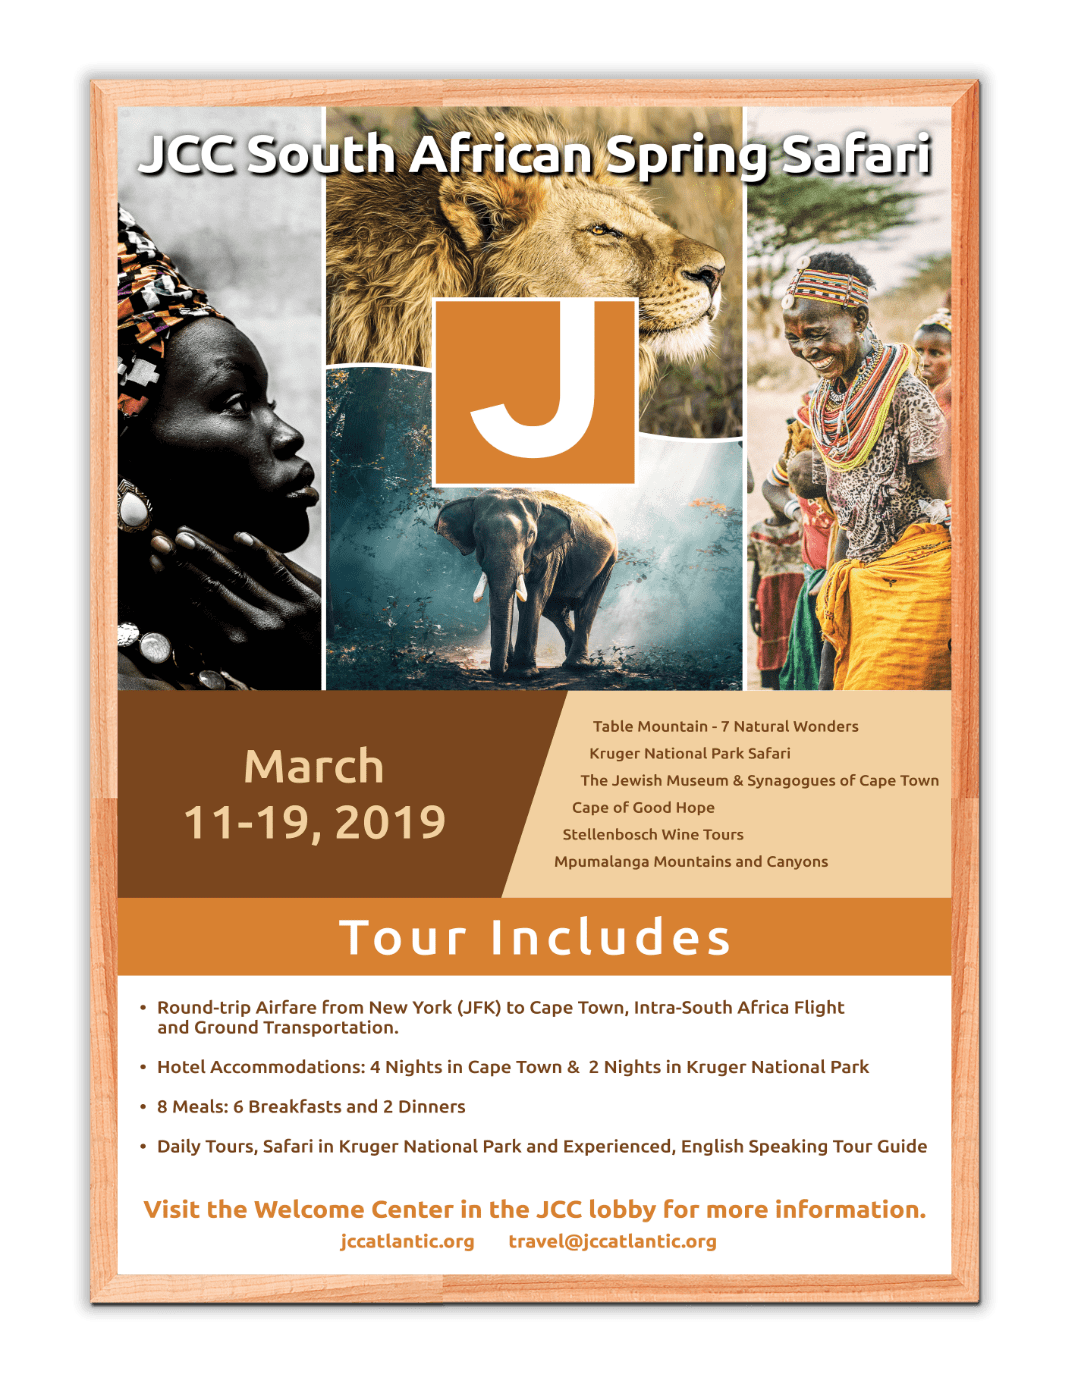 JCC South African Spring Safari
J
March
11-19, 2019
Table Mountain - 7 Natural Wonders
Kruger National Park Safari
The Jewish Museum & Synagogues of Cape Town
Cape of Good Hope
Stellenbosch Wine Tours
Mpumalanga Mountains and Canyons
Tour Includes
• Round-trip Airfare from New York (JFK) to Cape Town, Intra-South Africa Flight
and Ground Transportation.
• Hotel Accommodations: 4 Nights in Cape Town & 2 Nights in Kruger National Park
• 8 Meals: 6 Breakfasts and 2 Dinners
• Daily Tours, Safari in Kruger National Park and Experienced, English Speaking Tour Guide
Visit the Welcome Center in the JCC lobby for more information.
jccatlantic.org travel@jccatlantic.org